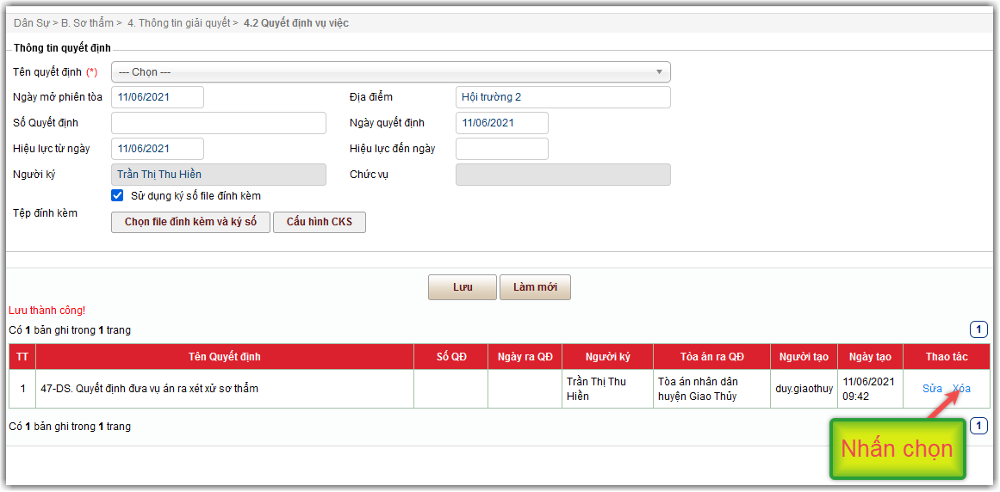 Dân Sự > B. Sơ thẩm > 4. Thông tin giải quyết > 4.2 Quyết định vụ việc
Thông tin quyết định
Tên quyết định (*) --- Chọn ---
Ngày mở phiên tòa 11/06/2021 Địa điểm Hội trường 2
Số Quyết định Ngày quyết định 11/06/2021
Hiệu lực từ ngày 11/06/2021 Hiệu lực đến ngày
Người ký Trần Thị Thu Hiền Chức vụ
Sử dụng ký số file đính kèm
Tệp đính kèm
Chọn file đính kèm và ký số Cấu hình CKS
Lưu Làm mới
Lưu thành công!
Có 1 bản ghi trong 1 trang 1
TT Tên Quyết định Số QĐ Ngày ra QĐ Người ký Tòa án ra QĐ Người tạo Ngày tạo Thao tác
1 47-DS. Quyết định đưa vụ án ra xét xử sơ thẩm Trần Thị Thu Hiền Tòa án nhân dân huyện Giao Thủy duy.giaothuy 11/06/2021 09:42 Sửa Xóa
Có 1 bản ghi trong 1 trang 1
Nhấn chọn